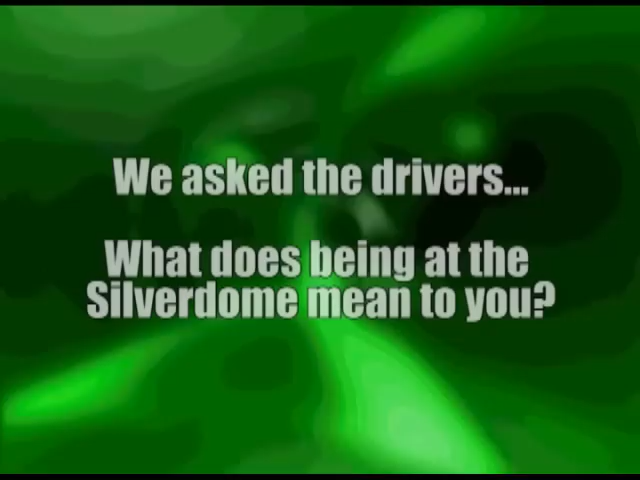 We asked the drivers...
What does being at the
Silverdome mean to you?